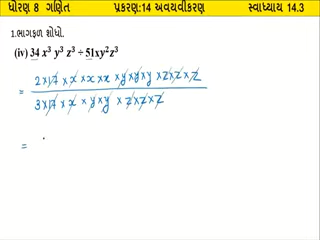 ધોરણ 8 ગણિત પ્રકરણ:14 અવયવીકરણ સ્વાધ્યાય 14.3
1.ભાગફળ શોધો.
(iv) 34 x³ y³ z³ ÷ 51xy²z³
= 2×17 × x × x × x × y × y × y × z × z × z
3×17 × x × y × y × z × z × z
=